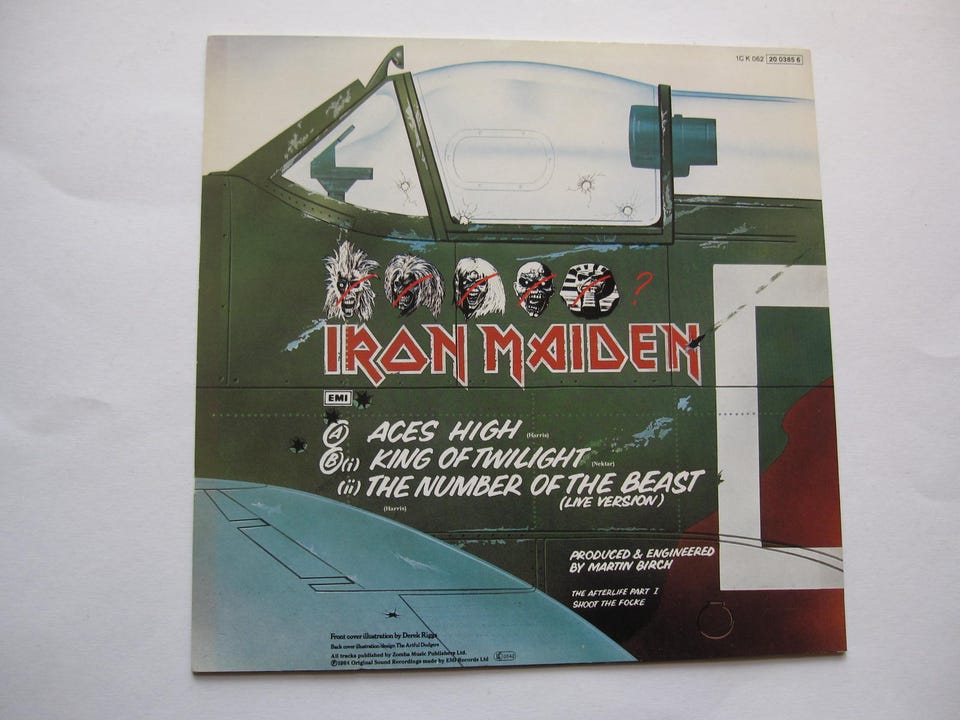 1C K 062 20 0385 6
?
IRON MAIDEN
EMI
A ACES HIGH (Harris)
B (i) KING OF TWILIGHT (Nektar)
(ii) THE NUMBER OF THE BEAST
(LIVE VERSION)
(Harris)
PRODUCED & ENGINEERED
BY MARTIN BIRCH
THE AFTERLIFE PART I
SHOOT THE FOCKE
Front cover illustration by Derek Riggs
Back cover illustration/design The Artful Dodgers
All tracks published by Zomba Music Publishers Ltd.
℗1984 Original Sound Recordings made by EMI Records Ltd